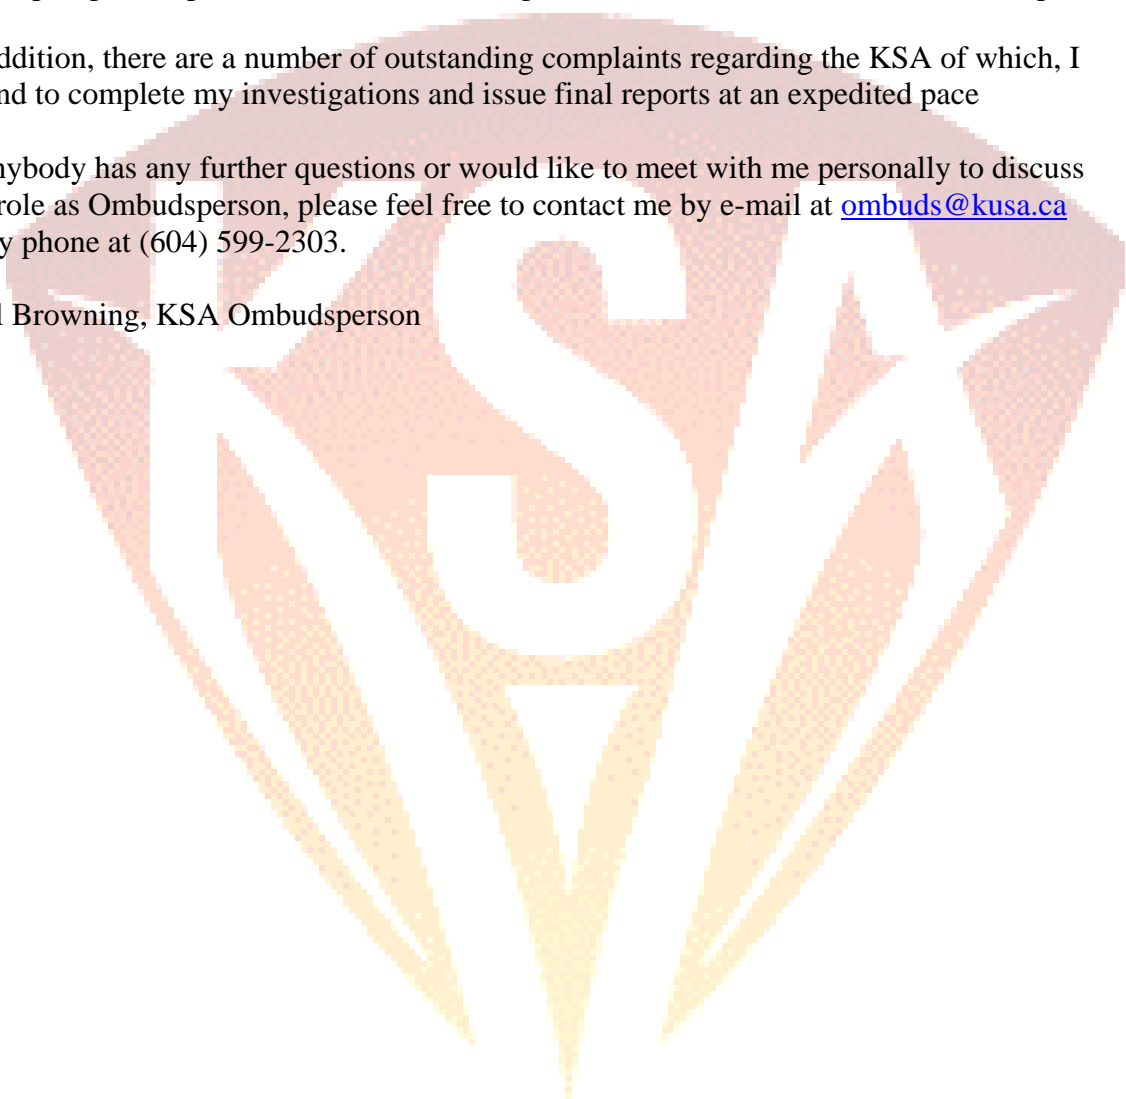 ddition, there are a number of outstanding complaints regarding the KSA of which, I
nd to complete my investigations and issue final reports at an expedited pace
nybody has any further questions or would like to meet with me personally to discuss
role as Ombudsperson, please feel free to contact me by e-mail at ombuds@kusa.ca
y phone at (604) 599-2303.
l Browning, KSA Ombudsperson
KSA